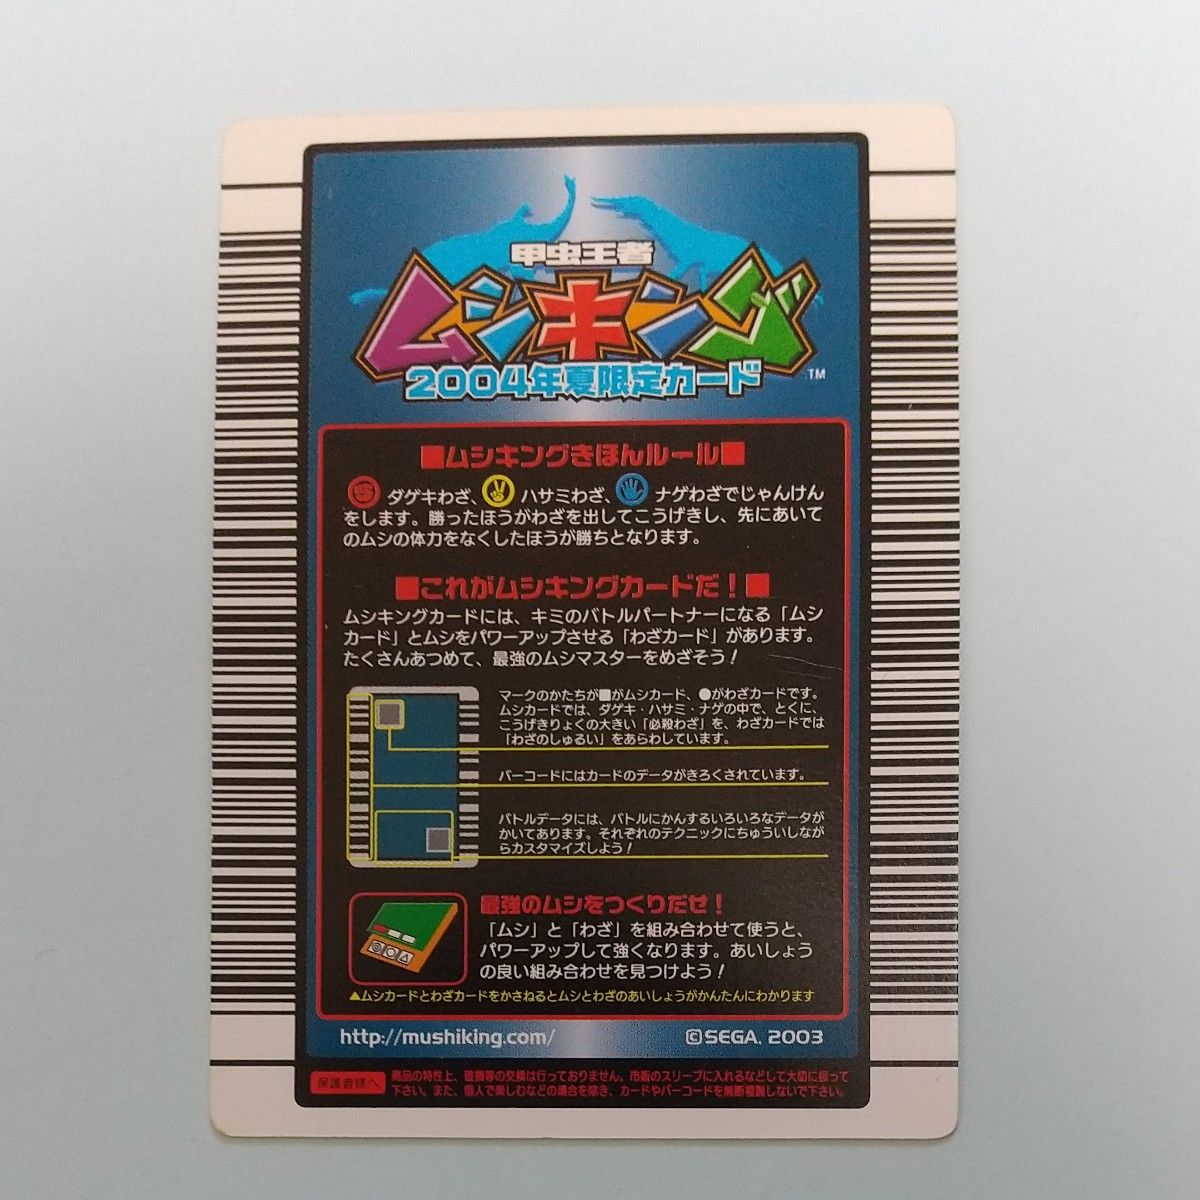 甲虫王者
ムシキング
TM
2004年夏限定カード
■ムシキングきほんルール■
ダゲキわざ、ハサミわざ、ナゲわざでじゃんけん
をします。勝ったほうがわざを出してこうげきし、先にあいて
のムシの体力をなくしたほうが勝ちとなります。
■これがムシキングカードだ！■
ムシキングカードには、キミのバトルパートナーになる「ムシ
カード」とムシをパワーアップさせる「わざカード」があります。
たくさんあつめて、最強のムシマスターをめざそう！
マークのかたちが■がムシカード、●がわざカードです。
ムシカードでは、ダゲキ・ハサミ・ナゲの中で、とくに、
こうげきりょくの大きい「必殺わざ」を、わざカードでは
「わざのしゅるい」をあらわしています。
バーコードにはカードのデータがきろくされています。
バトルデータには、バトルにかんするいろいろなデータが
かいてあります。それぞれのテクニックにちゅういしなが
らカスタマイズしよう！
最強のムシをつくりだせ！
「ムシ」と「わざ」を組み合わせて使うと、
パワーアップして強くなります。あいしょう
の良い組み合わせを見つけよう！
▲ムシカードとわざカードをかさねるとムシとわざのあいしょうがかんたんにわかります
http://mushiking.com/
©SEGA, 2003
保護者様へ
商品の特性上、破損等の交換は行っておりません。市販のスリーブに入れるなどして大切に扱って
下さい。また、個人で楽しむなどの場合を除き、カードやバーコードを無断複製しないで下さい。